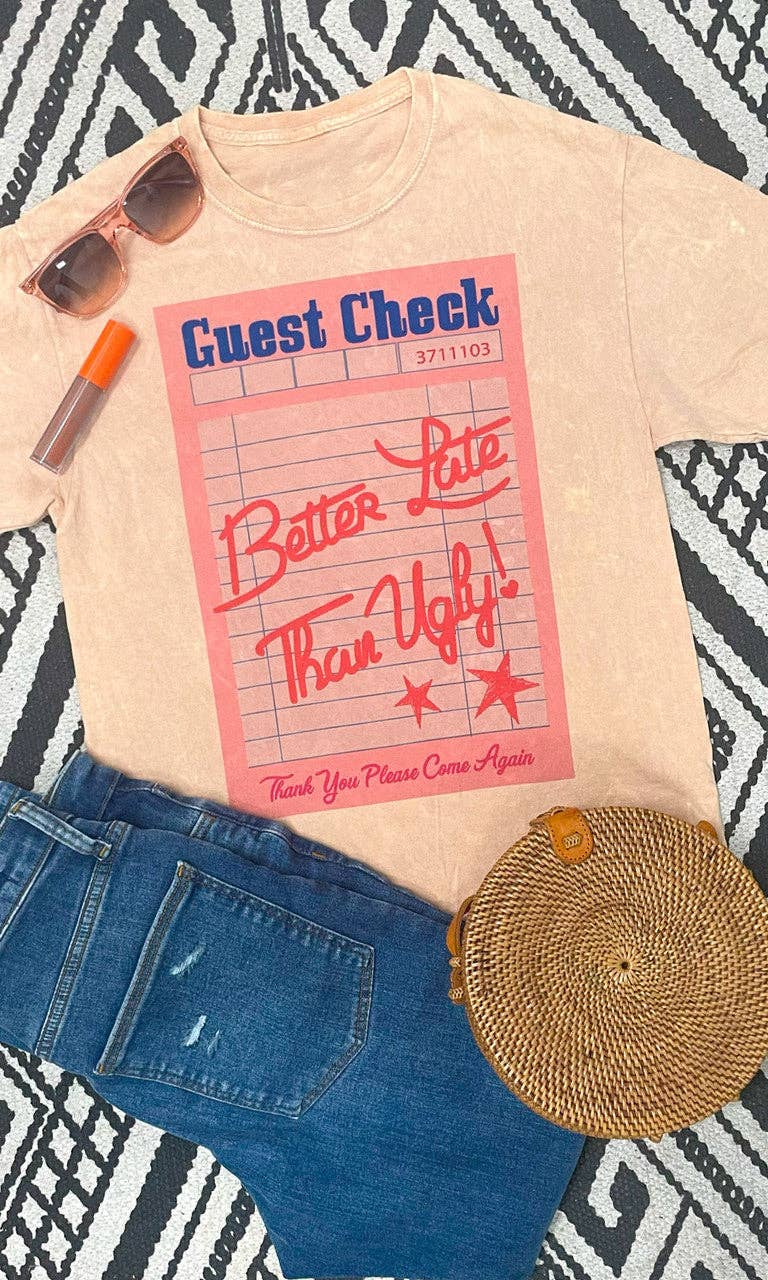 Guest Check
3711103
Better Late
Than Ugly!
Thank You Please Come Again